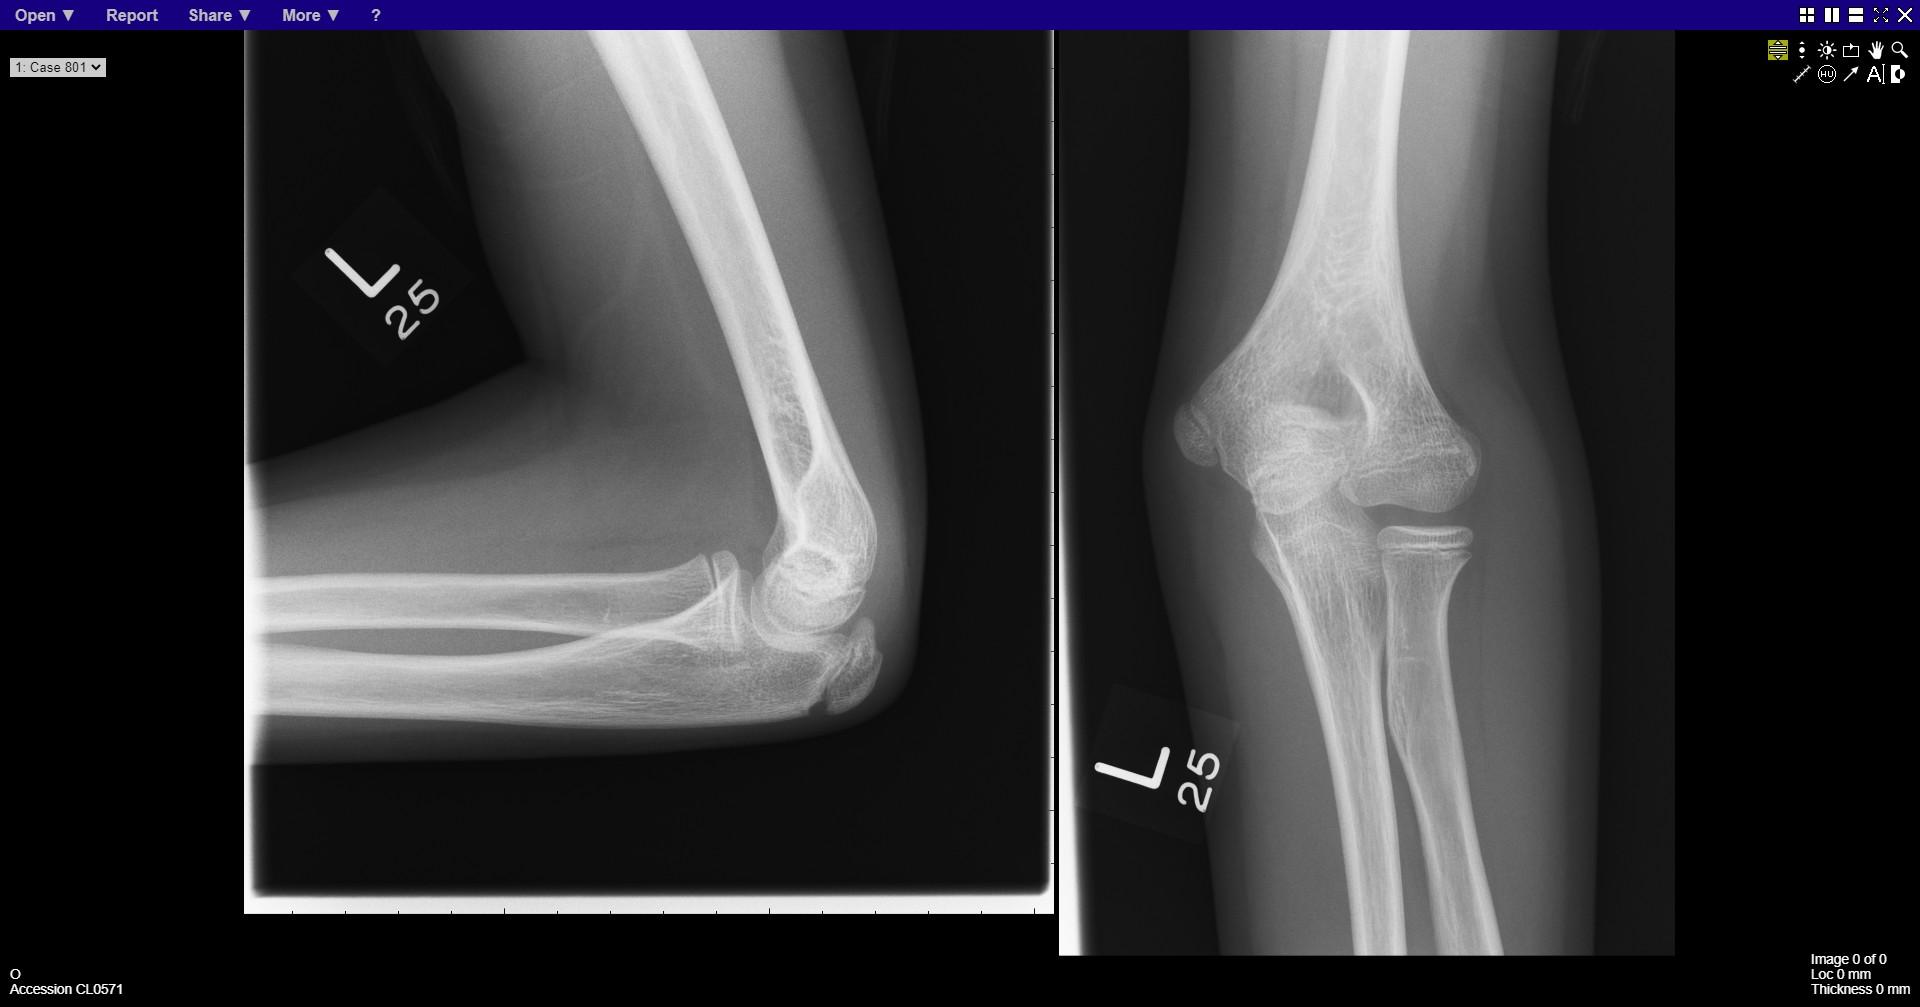 Open ▼ Report Share ▼ More ▼ ?
1: Case 801
L
25
L
25
HU
A
O
Accession CL0571
Image 0 of 0
Loc 0 mm
Thickness 0 mm